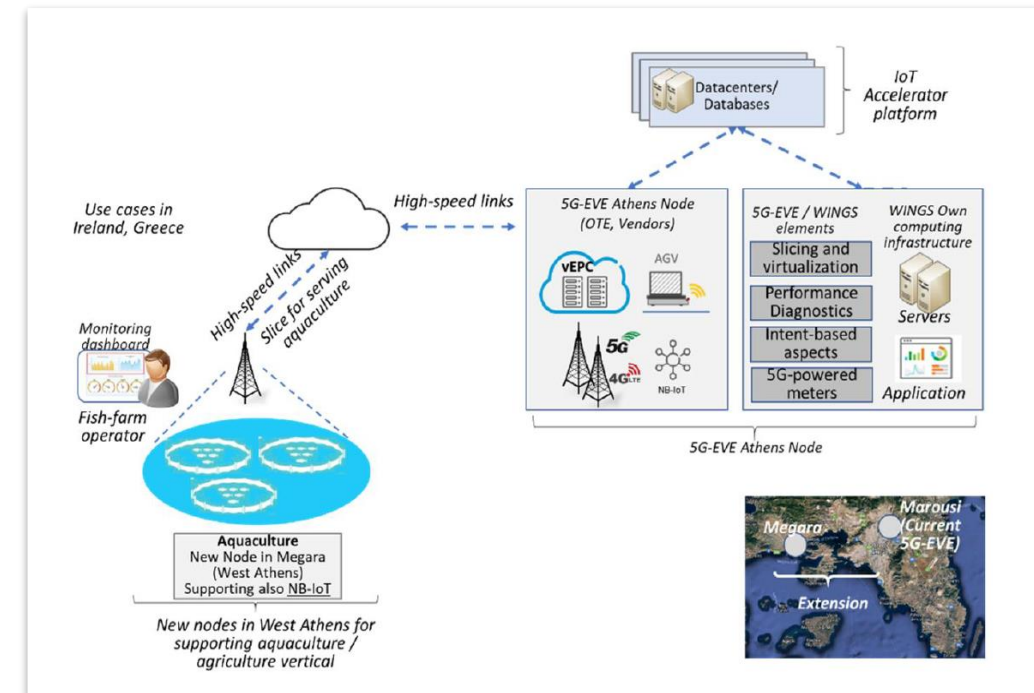 Datacenters/
Databases
IoT
Accelerator
platform
Use cases in
Ireland, Greece
High-speed links
High-speed links
Slice for serving
aquaculture
5G-EVE Athens Node
(OTE, Vendors)
vEPC
AGV
5G
4G LTE
NB-IoT
5G-EVE / WINGS
elements
Slicing and
virtualization
Performance
Diagnostics
Intent-based
aspects
5G-powered
meters
WINGS Own
computing
infrastructure
Servers
Application
5G-EVE Athens Node
Monitoring
dashboard
Fish-farm
operator
Aquaculture
New Node in Megara
(West Athens)
Supporting also NB-IoT
New nodes in West Athens for
supporting aquaculture /
agriculture vertical
Megara
Marousi
(Current
5G-EVE)
Extension